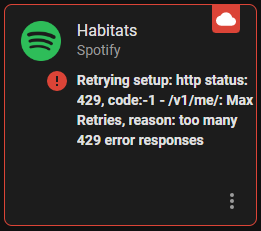 Habitats
Spotify
Retrying setup: http status:
429, code:-1 - /v1/me/: Max
Retries, reason: too many
429 error responses